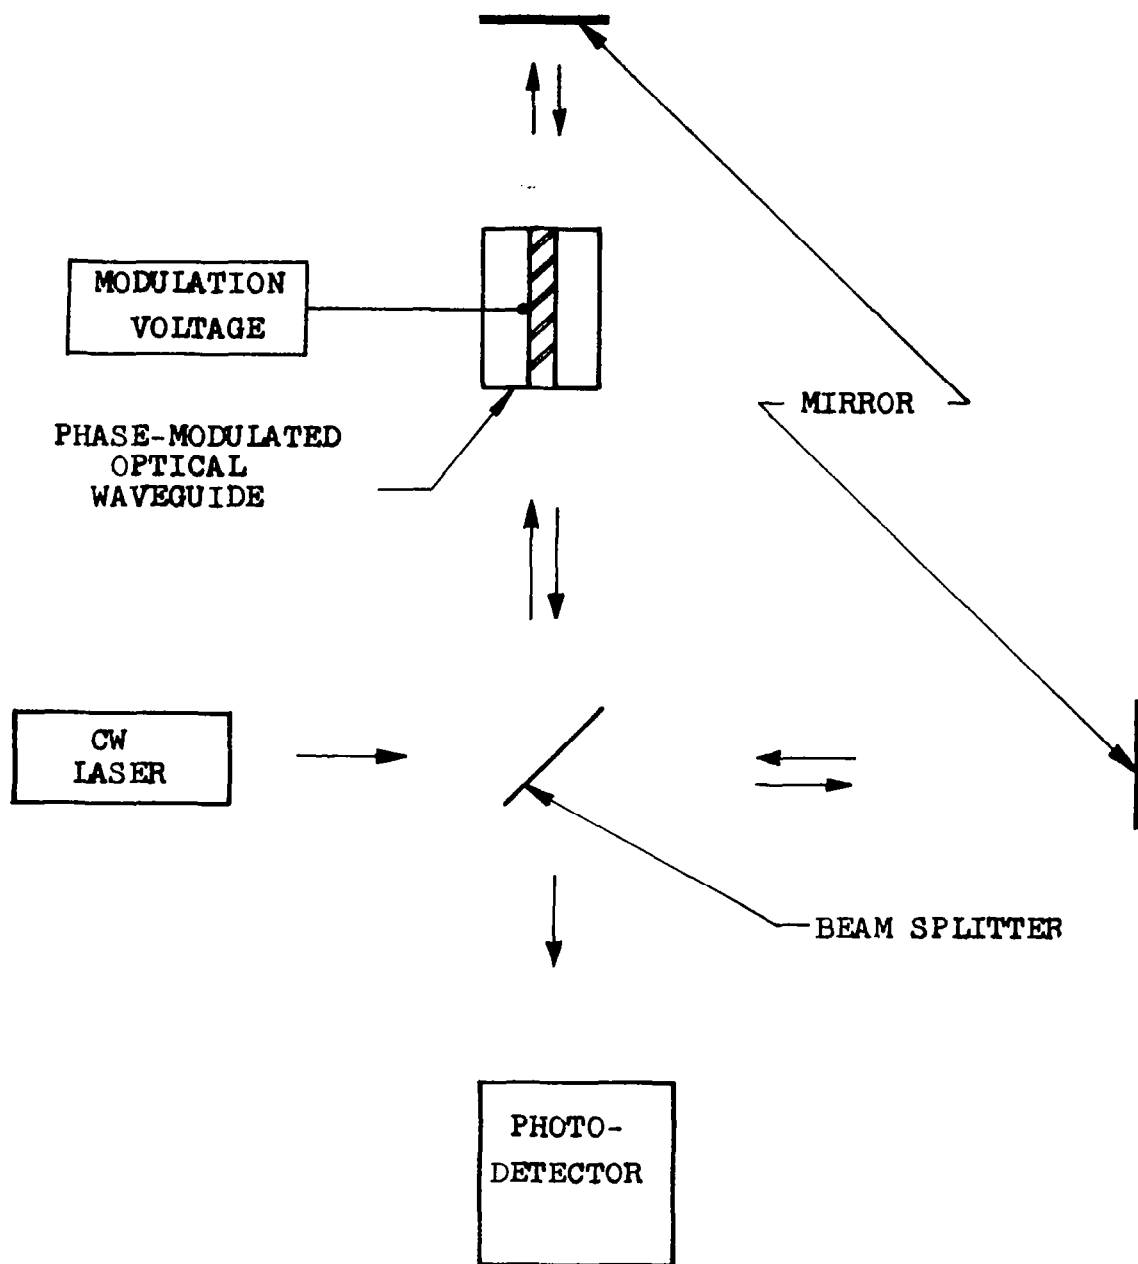 MODULATION
VOLTAGE
MIRROR
PHASE-MODULATED
OPTICAL
WAVEGUIDE
CW
LASER
BEAM SPLITTER
PHOTO-
DETECTOR